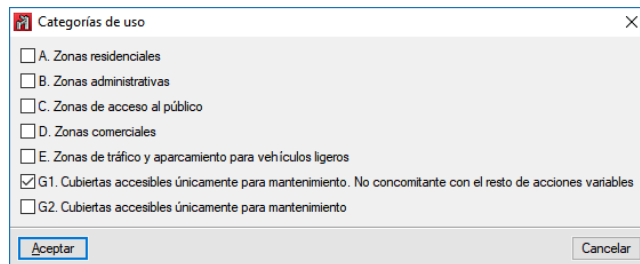 Categorías de uso
A. Zonas residenciales
B. Zonas administrativas
C. Zonas de acceso al público
D. Zonas comerciales
E. Zonas de tráfico y aparcamiento para vehículos ligeros
G1. Cubiertas accesibles únicamente para mantenimiento. No concomitante con el resto de acciones variables
G2. Cubiertas accesibles únicamente para mantenimiento
Aceptar Cancelar